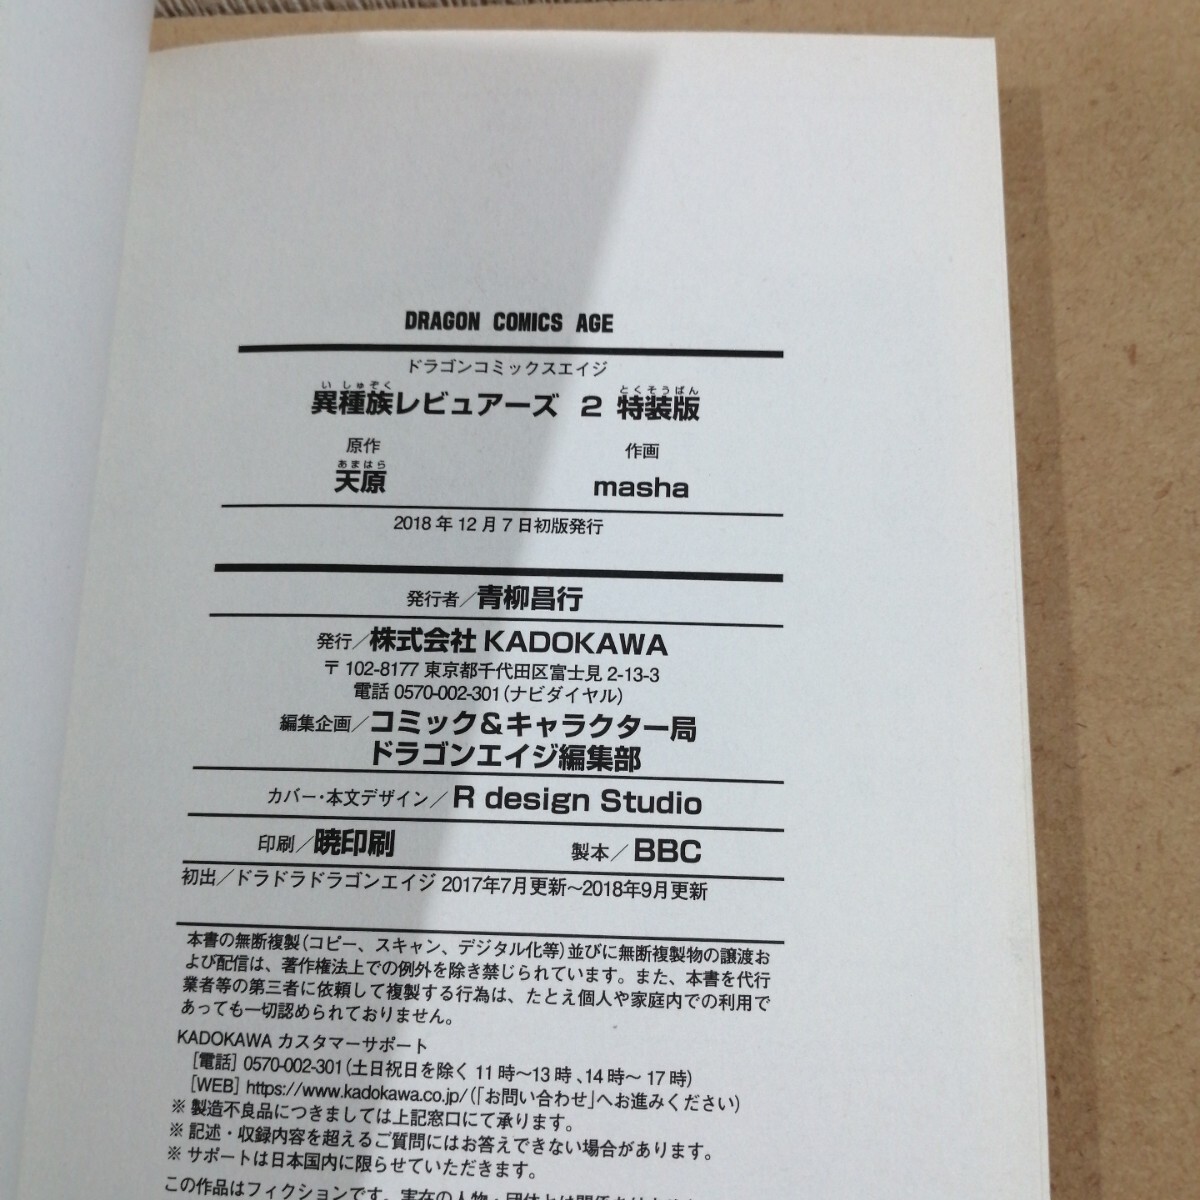 DRAGON COMICS AGE
ドラゴンコミックスエイジ
いしゅぞく とくそうばん
異種族レビュアーズ 2 特装版
原作 作画
あまはら
天原 masha
2018年12月7日初版発行
発行者／青柳昌行
発行／株式会社KADOKAWA
〒102-8177 東京都千代田区富士見2-13-3
電話 0570-002-301(ナビダイヤル)
編集企画／コミック&キャラクター局
ドラゴンエイジ編集部
カバー・本文デザイン／R design Studio
印刷／暁印刷 製本／BBC
初出／ドラドラドラゴンエイジ 2017年7月更新～2018年9月更新
本書の無断複製(コピー、スキャン、デジタル化等)並びに無断複製物の譲渡お
よび配信は、著作権法上での例外を除き禁じられています。また、本書を代行
業者等の第三者に依頼して複製する行為は、たとえ個人や家庭内での利用で
あっても一切認められておりません。
KADOKAWA カスタマーサポート
[電話] 0570-002-301(土日祝日を除く11時～13時、14時～17時)
[WEB] https://www.kadokawa.co.jp/(「お問い合わせ」へお進みください)
※ 製造不良品につきましては上記窓口にて承ります。
※ 記述・収録内容を超えるご質問にはお答えできない場合があります。
※ サポートは日本国内に限らせていただきます。
この作品はフィクションです。実在の人物・団体とは関係